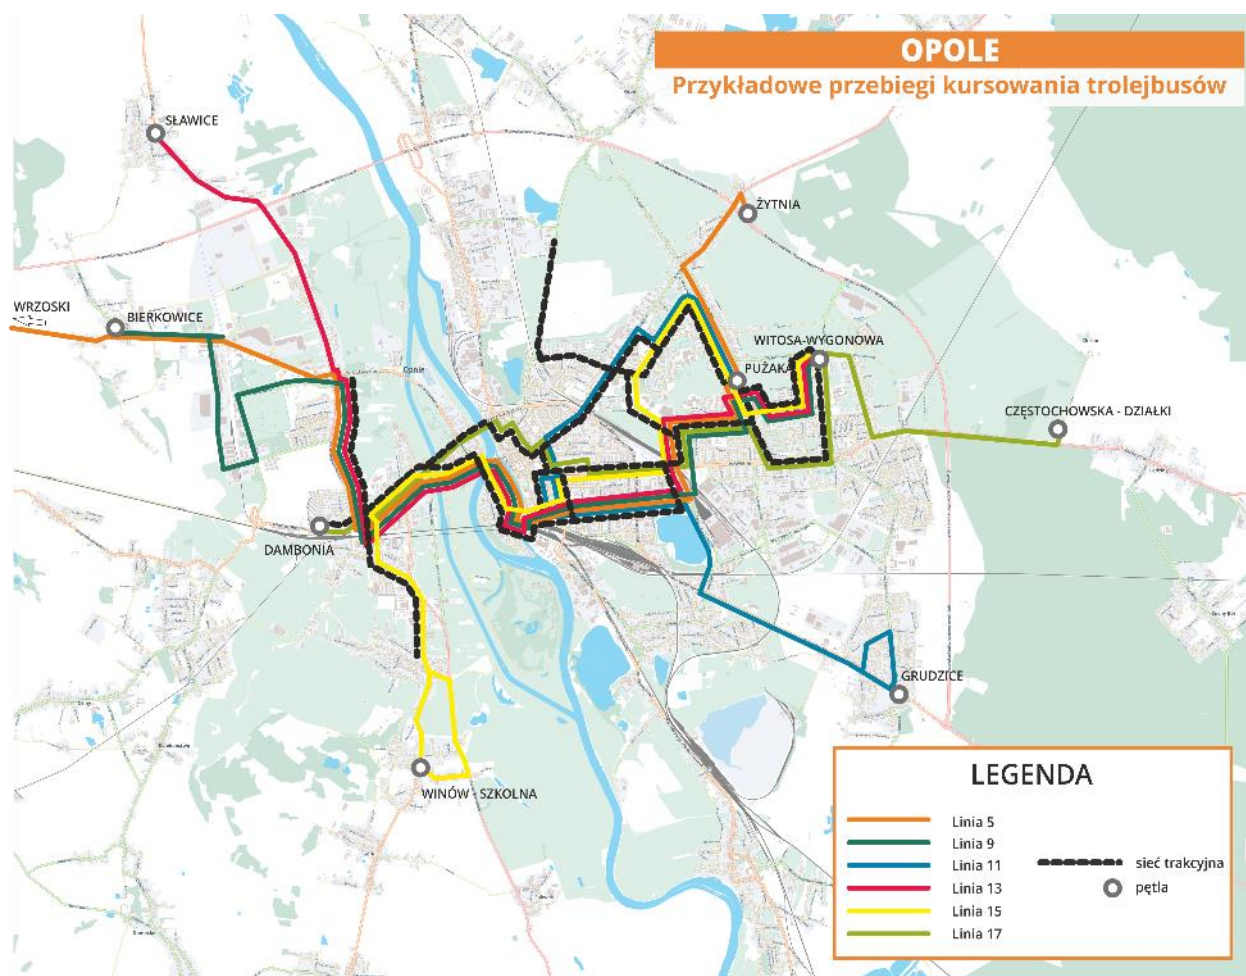 OPOLE
Przykładowe przebiegi kursowania trolejbusów
SŁAWICE
ŻYTNIA
WRZOSKI
BIERKOWICE
WITOSA-WYGONOWA
PUŻAKA
CZĘSTOCHOWSKA - DZIAŁKI
Opole
DAMBONIA
GRUDZICE
WINÓW - SZKOLNA
LEGENDA
Linia 5
Linia 9
Linia 11
Linia 13
Linia 15
Linia 17
sieć trakcyjna
pętla